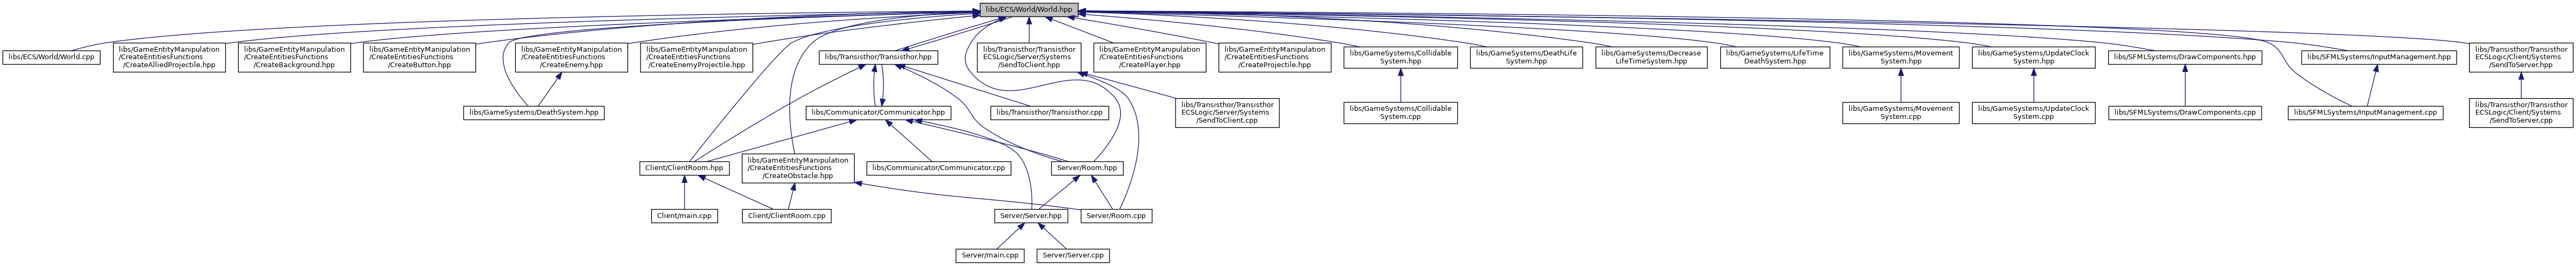 libs/ECS/World/World.hpp
libs/ECS/World/World.cpp
libs/GameEntityManipulation
/CreateEntitiesFunctions
/CreateAlliedProjectile.hpp
libs/GameEntityManipulation
/CreateEntitiesFunctions
/CreateBackground.hpp
libs/GameEntityManipulation
/CreateEntitiesFunctions
/CreateButton.hpp
libs/GameEntityManipulation
/CreateEntitiesFunctions
/CreateEnemy.hpp
libs/GameEntityManipulation
/CreateEntitiesFunctions
/CreateEnemyProjectile.hpp
libs/Transisthor/Transisthor.hpp
libs/Transisthor/Transisthor
ECSLogic/Server/Systems
/SendToClient.hpp
libs/GameEntityManipulation
/CreateEntitiesFunctions
/CreatePlayer.hpp
libs/GameEntityManipulation
/CreateEntitiesFunctions
/CreateProjectile.hpp
libs/GameSystems/Collidable
System.hpp
libs/GameSystems/DeathLife
System.hpp
libs/GameSystems/Decrease
LifeTimeSystem.hpp
libs/GameSystems/LifeTime
DeathSystem.hpp
libs/GameSystems/Movement
System.hpp
libs/GameSystems/UpdateClock
System.hpp
libs/SFMLSystems/DrawComponents.hpp
libs/SFMLSystems/InputManagement.hpp
libs/Transisthor/Transisthor
ECSLogic/Client/Systems
/SendToServer.hpp
libs/GameSystems/DeathSystem.hpp
libs/Communicator/Communicator.hpp
libs/Transisthor/Transisthor.cpp
libs/Transisthor/Transisthor
ECSLogic/Server/Systems
/SendToClient.cpp
libs/GameSystems/Collidable
System.cpp
libs/GameSystems/Movement
System.cpp
libs/GameSystems/UpdateClock
System.cpp
libs/SFMLSystems/DrawComponents.cpp
libs/SFMLSystems/InputManagement.cpp
libs/Transisthor/Transisthor
ECSLogic/Client/Systems
/SendToServer.cpp
Client/ClientRoom.hpp
libs/GameEntityManipulation
/CreateEntitiesFunctions
/CreateObstacle.hpp
libs/Communicator/Communicator.cpp
Server/Room.hpp
Client/main.cpp
Client/ClientRoom.cpp
Server/Server.hpp
Server/Room.cpp
Server/main.cpp
Server/Server.cpp